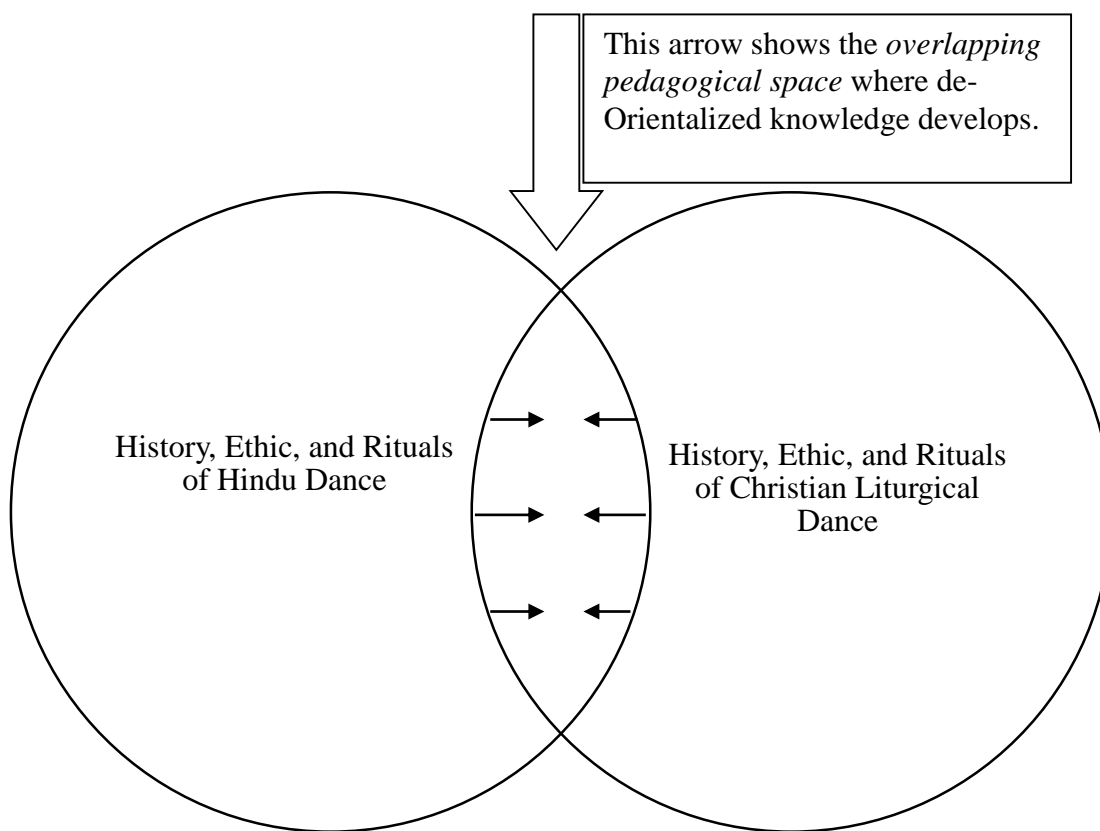 This arrow shows the overlapping
pedagogical space where de-
Orientalized knowledge develops.
History, Ethic, and Rituals
of Hindu Dance
History, Ethic, and Rituals
of Christian Liturgical
Dance